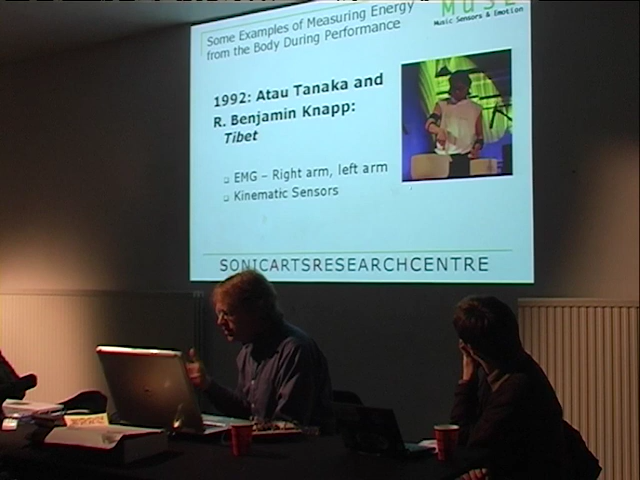 Some Examples of Measuring Energy
from the Body During Performance
MuSE
Music Sensors & Emotion
1992: Atau Tanaka and
R. Benjamin Knapp:
Tibet
EMG – Right arm, left arm
Kinematic Sensors
SONICARTSRESEARCHCENTRE